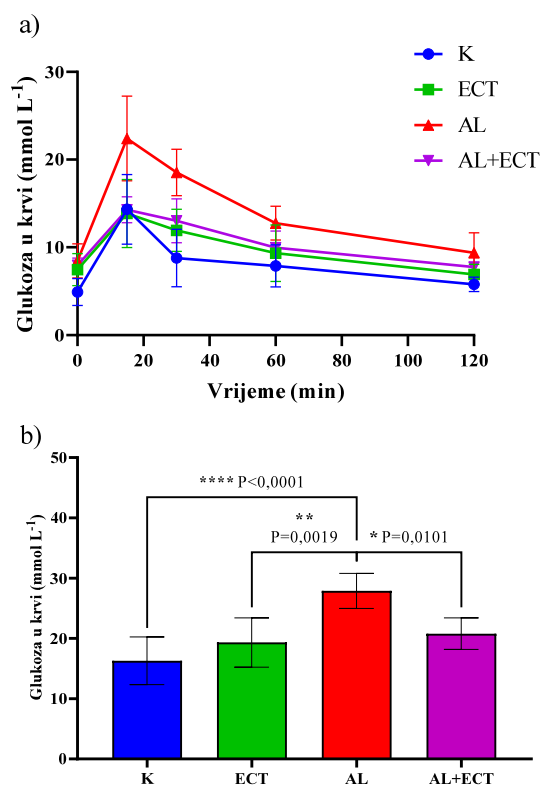 a)
K
ECT
AL
AL+ECT
Glukoza u krvi (mmol L-1)
30
20
10
0
0 20 40 60 80 100 120
Vrijeme (min)
b)
Glukoza u krvi (mmol L-1)
50
40
30
20
10
0
**** P<0,0001
**
P=0,0019
* P=0,0101
K ECT AL AL+ECT